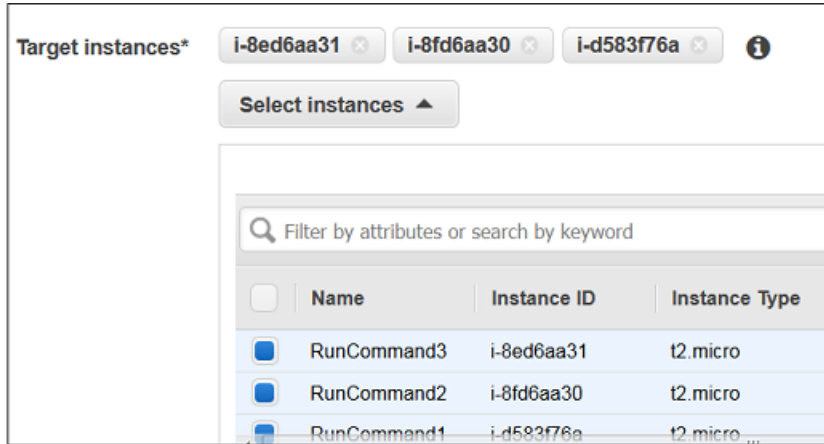 Target instances* i-8ed6aa31 i-8fd6aa30 i-d583f76a
Select instances
Filter by attributes or search by keyword
Name Instance ID Instance Type
RunCommand3 i-8ed6aa31 t2.micro
RunCommand2 i-8fd6aa30 t2.micro
RunCommand1 i-d583f76a t2.micro